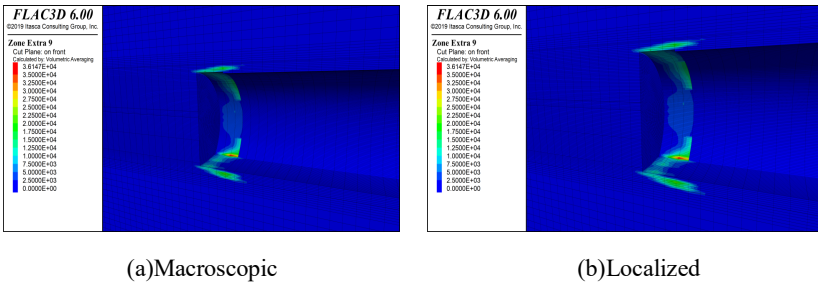 FLAC3D 6.00
©2019 Itasca Consulting Group, Inc.
Zone Extra 9
Cut Plane: on front
Calculated by: Volumetric Averaging
3.6147E+04
3.5000E+04
3.2500E+04
3.0000E+04
2.7500E+04
2.5000E+04
2.2500E+04
2.0000E+04
1.7500E+04
1.5000E+04
1.2500E+04
1.0000E+04
7.5000E+03
5.0000E+03
2.5000E+03
0.0000E+00
(a)Macroscopic
FLAC3D 6.00
©2019 Itasca Consulting Group, Inc.
Zone Extra 9
Cut Plane: on front
Calculated by: Volumetric Averaging
3.6147E+04
3.5000E+04
3.2500E+04
3.0000E+04
2.7500E+04
2.5000E+04
2.2500E+04
2.0000E+04
1.7500E+04
1.5000E+04
1.2500E+04
1.0000E+04
7.5000E+03
5.0000E+03
2.5000E+03
0.0000E+00
(b)Localized